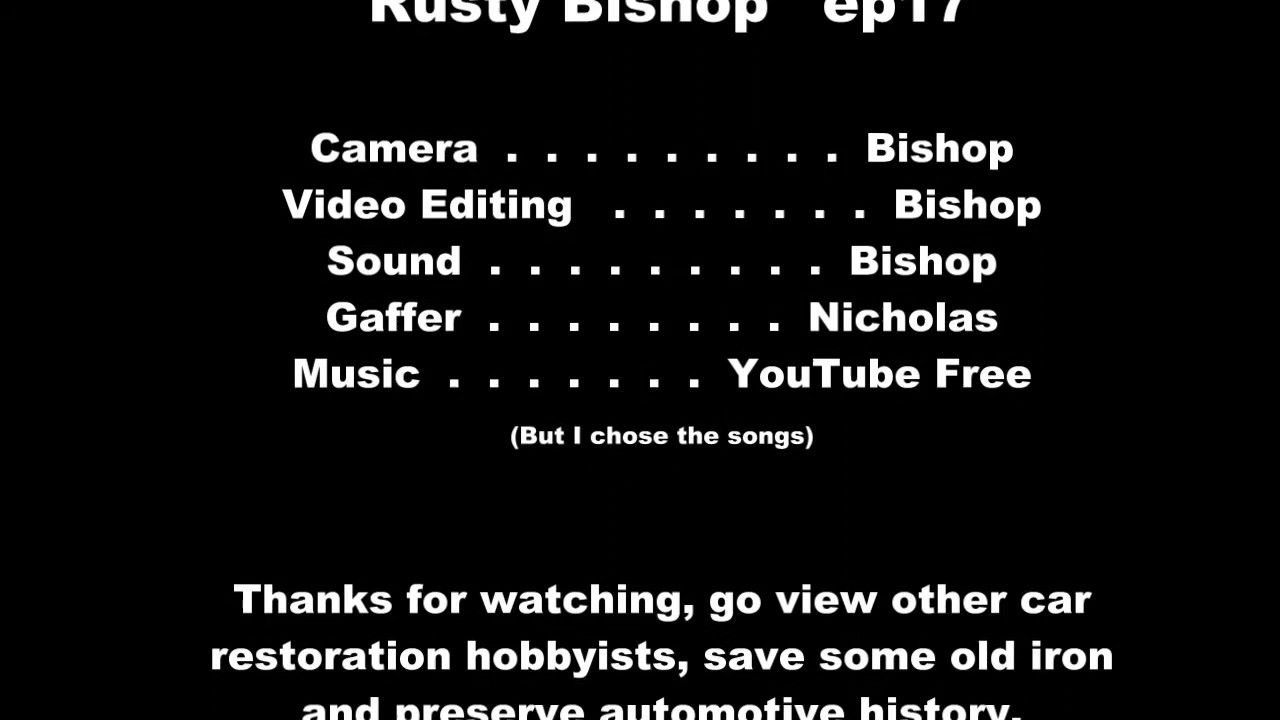 Rusty Bishop ep17
Camera . . . . . . . . . Bishop
Video Editing . . . . . . . Bishop
Sound . . . . . . . . . Bishop
Gaffer . . . . . . . . Nicholas
Music . . . . . . . YouTube Free
(But I chose the songs)
Thanks for watching, go view other car
restoration hobbyists, save some old iron
and preserve automotive history.